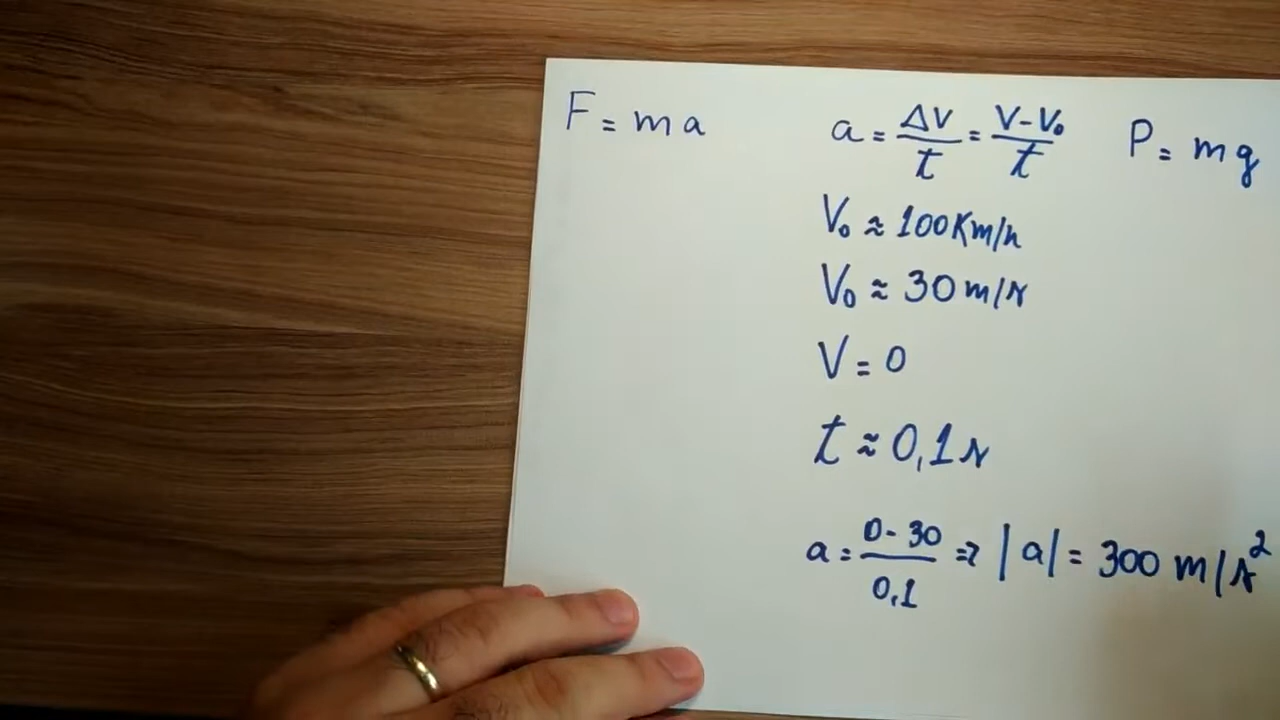 F = ma
a = ΔV/t = V-V₀/t
P = mg
V₀ ≈ 100Km/h
V₀ ≈ 30 m/s
V = 0
t ≈ 0,1 s
a = 0-30/0,1 => |a| = 300 m/s²